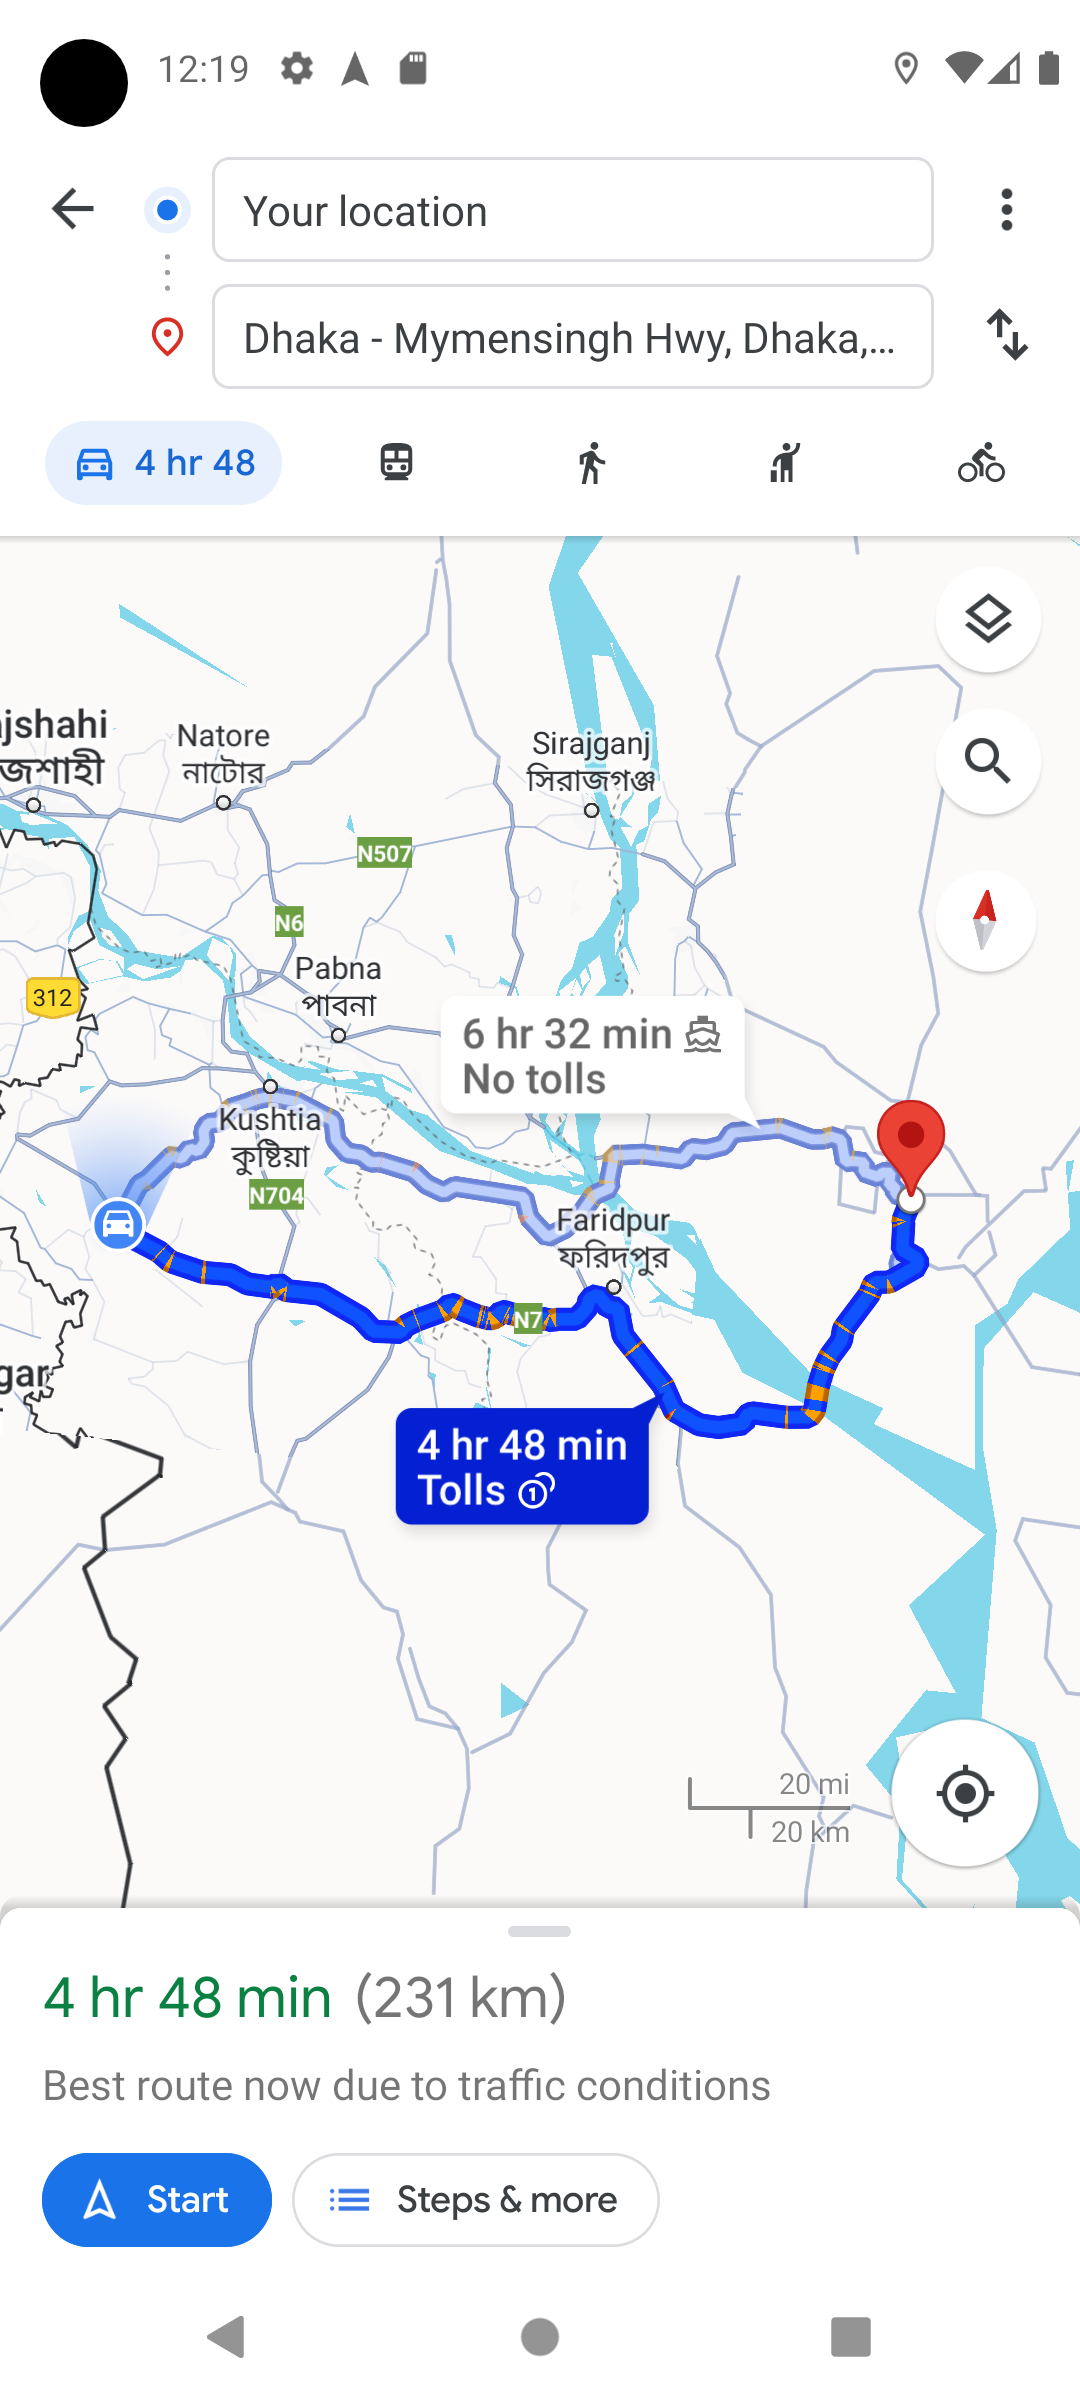 12:19
Your location
Dhaka - Mymensingh Hwy, Dhaka,...
4 hr 48
jshahi
জশাহী
Natore
নাটোর
Sirajganj
সিরাজগঞ্জ
N507
N6
Pabna
পাবনা
312
6 hr 32 min
No tolls
Kushtia
কুষ্টিয়া
N704
Faridpur
ফরিদপুর
N7
gar
4 hr 48 min
Tolls
20 mi
20 km
4 hr 48 min (231 km)
Best route now due to traffic conditions
Start
Steps & more